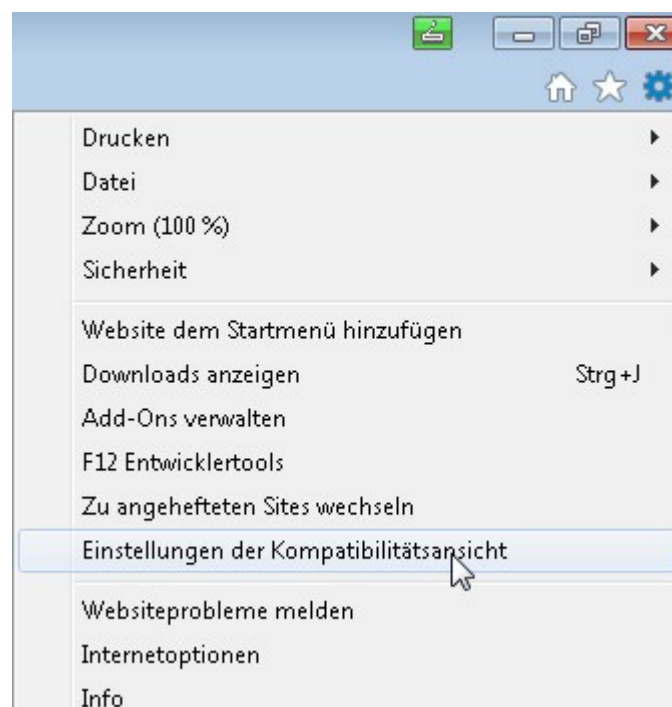 Drucken
Datei
Zoom (100 %)
Sicherheit
Website dem Startmenü hinzufügen
Downloads anzeigen Strg+J
Add-Ons verwalten
F12 Entwicklertools
Zu angehefteten Sites wechseln
Einstellungen der Kompatibilitätsansicht
Websiteprobleme melden
Internetoptionen
Info